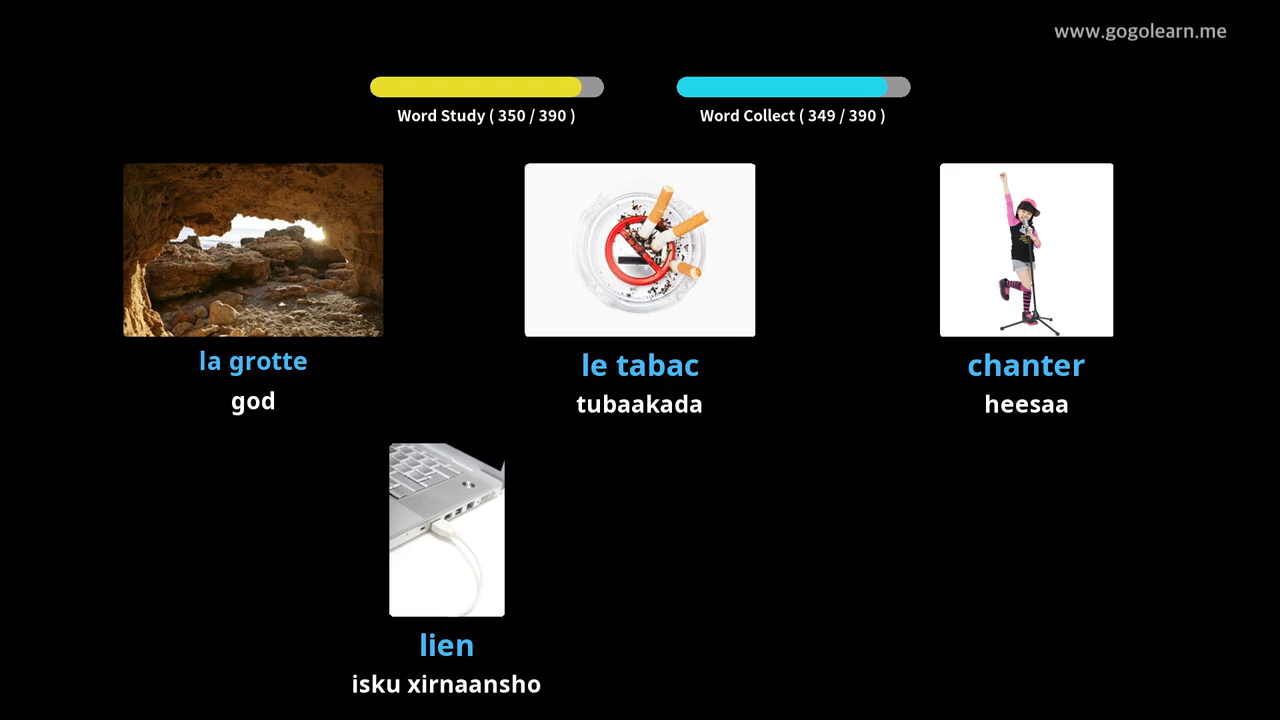 www.gogolearn.me
Word Study ( 350 / 390 )
Word Collect ( 349 / 390 )
la grotte
god
le tabac
tubaakada
chanter
heesaa
lien
isku xirnaansho